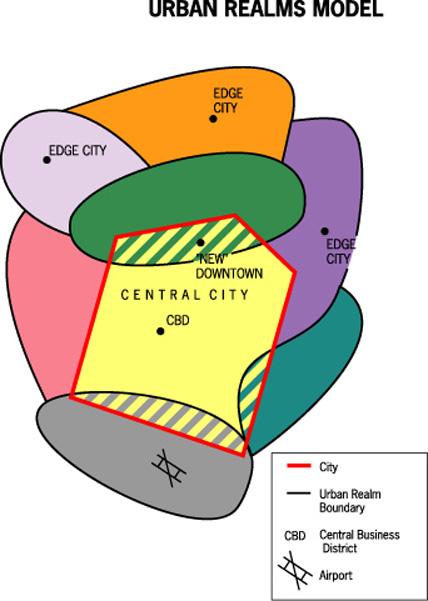 URBAN REALMS MODEL
EDGE
CITY
EDGE CITY
EDGE
CITY
"NEW"
DOWNTOWN
CENTRAL CITY
CBD
City
Urban Realm
Boundary
CBD Central Business
District
Airport